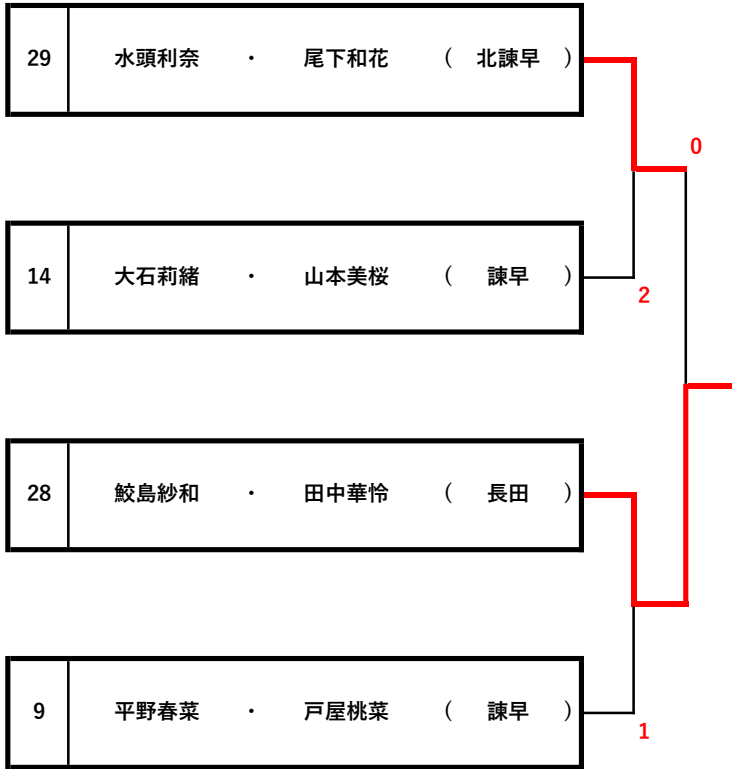 29 水頭利奈 ・ 尾下和花 ( 北諫早 )
0
14 大石莉緒 ・ 山本美桜 ( 諫早 )
2
28 鮫島紗和 ・ 田中華怜 ( 長田 )
9 平野春菜 ・ 戸屋桃菜 ( 諫早 )
1